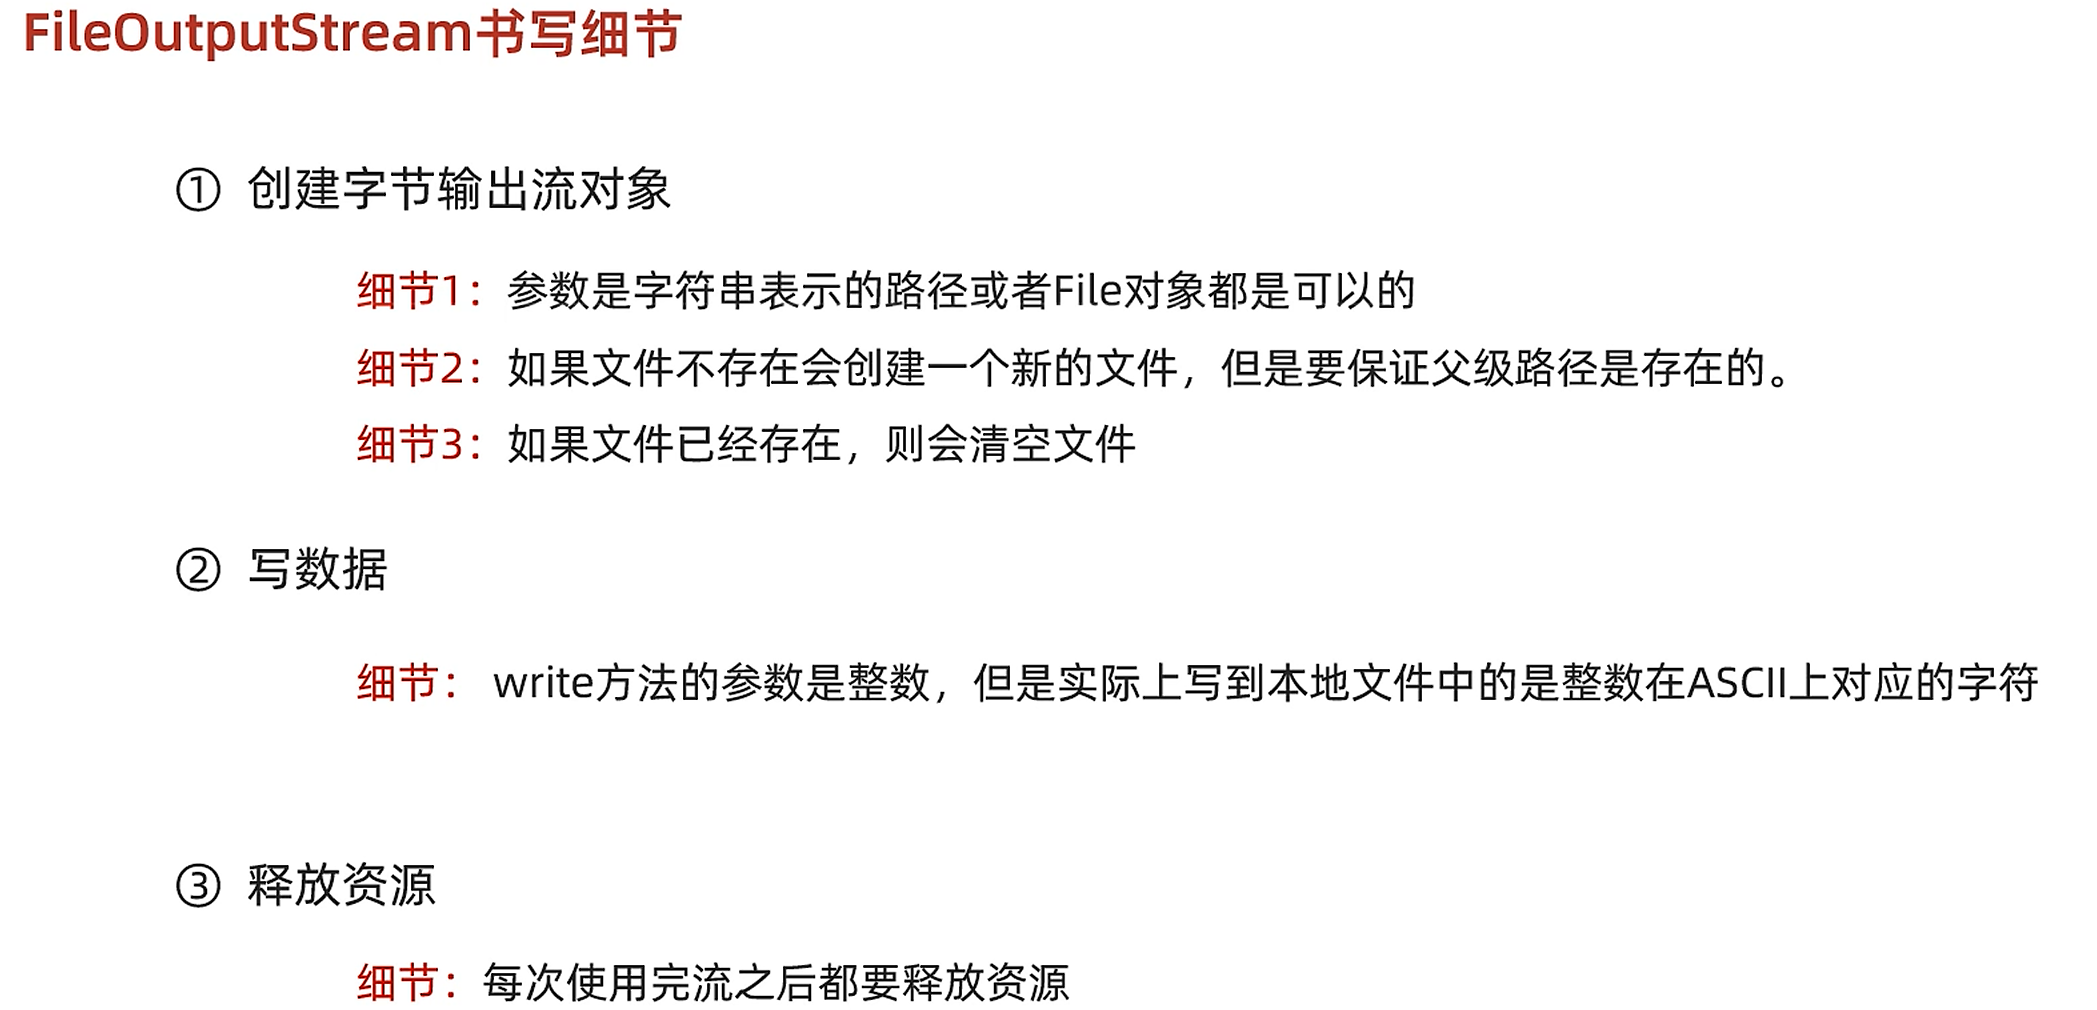 FileOutputStream书写细节
① 创建字节输出流对象
细节1：参数是字符串表示的路径或者File对象都是可以的
细节2：如果文件不存在会创建一个新的文件，但是要保证父级路径是存在的。
细节3：如果文件已经存在，则会清空文件
② 写数据
细节： write方法的参数是整数，但是实际上写到本地文件中的是整数在ASCII上对应的字符
③ 释放资源
细节：每次使用完流之后都要释放资源